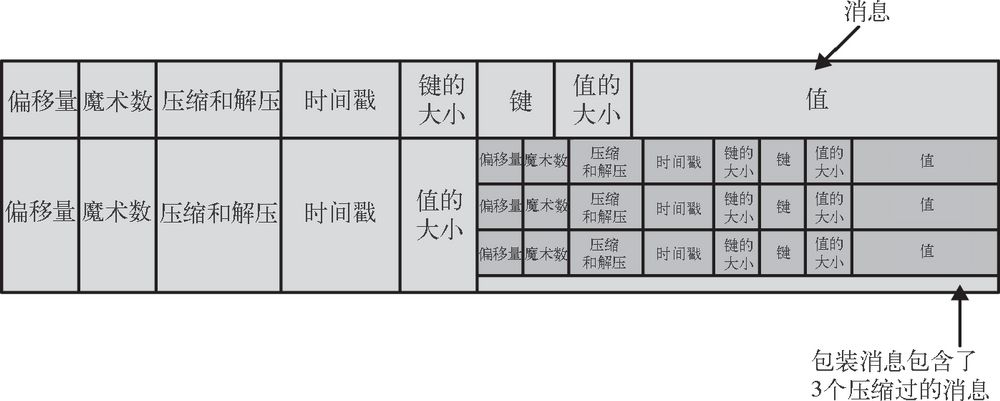 消息
偏移量 魔术数 压缩和解压 时间戳 键的大小 键 值的大小 值
偏移量 魔术数 压缩和解压 时间戳 值的大小
偏移量 魔术数 压缩和解压 时间戳 键的大小 键 值的大小 值
偏移量 魔术数 压缩和解压 时间戳 键的大小 键 值的大小 值
偏移量 魔术数 压缩和解压 时间戳 键的大小 键 值的大小 值
包装消息包含了
3个压缩过的消息